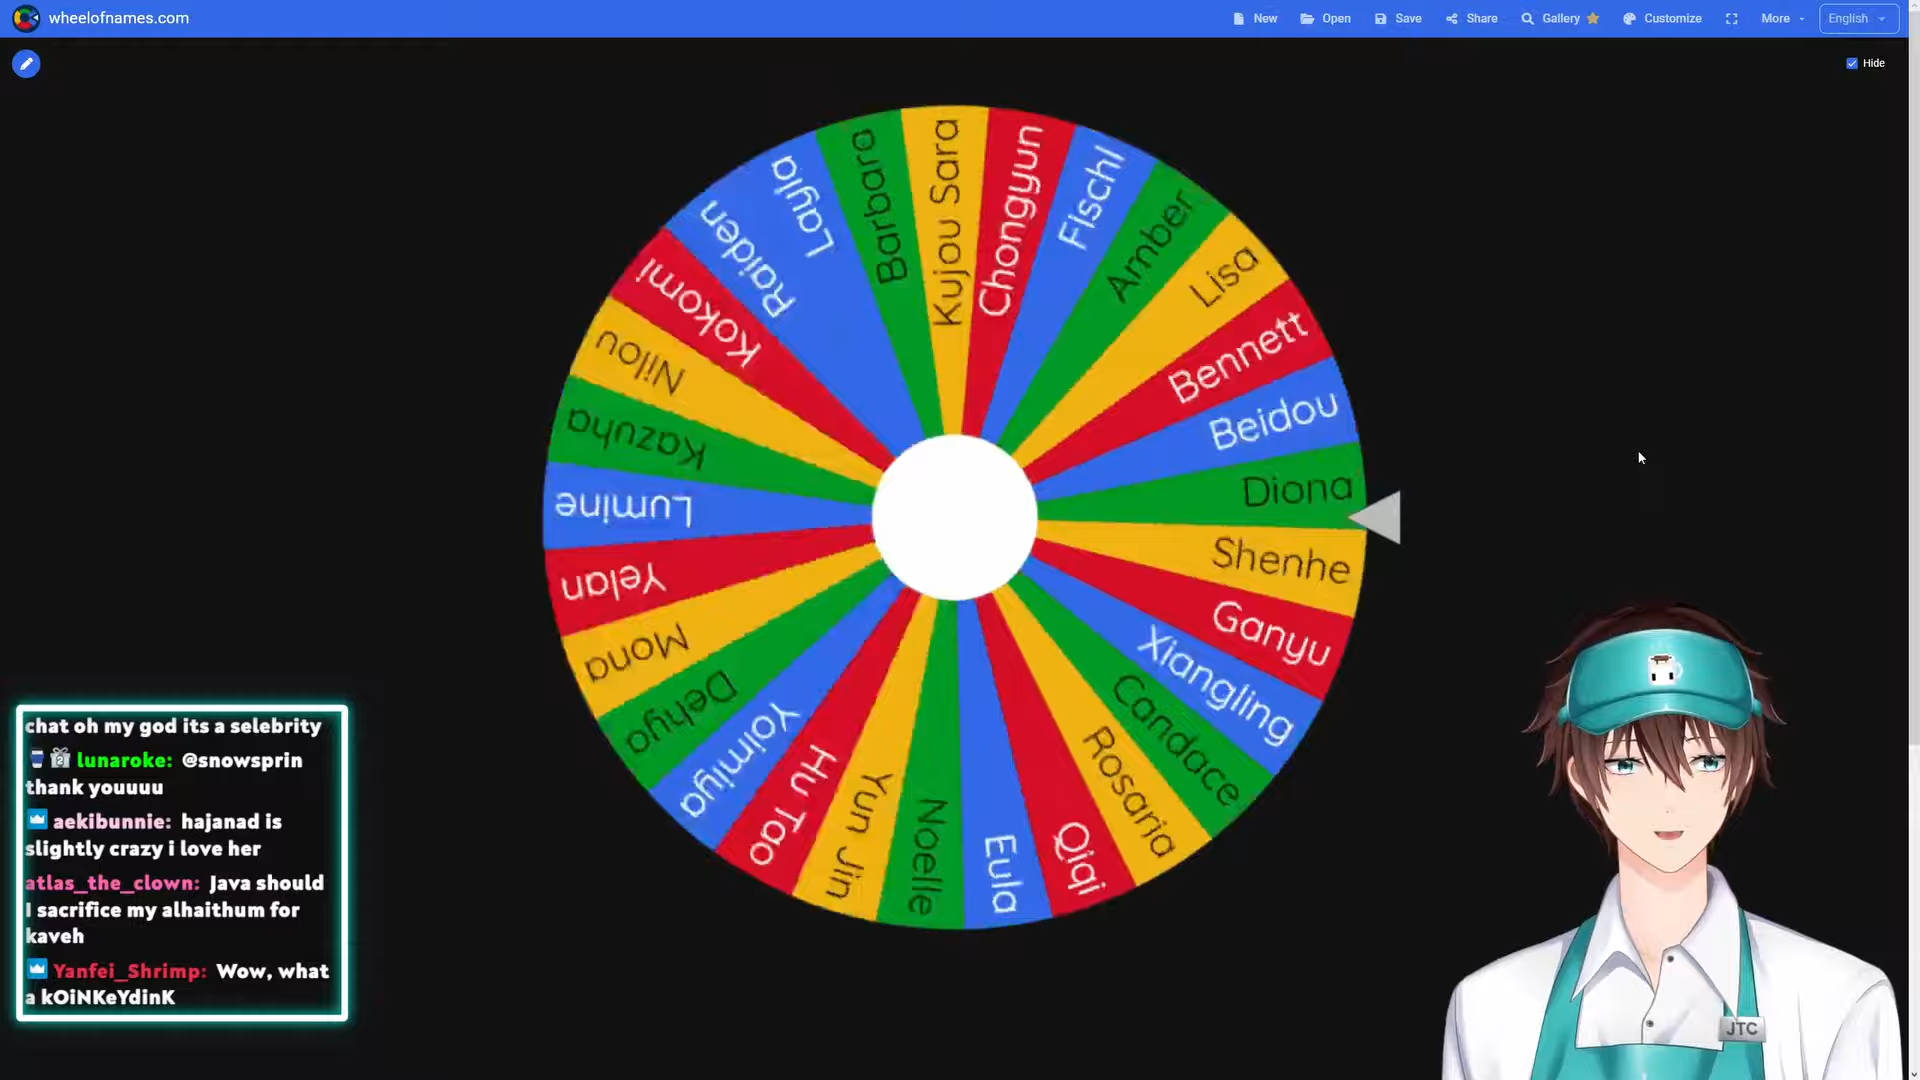 wheelofnames.com
New
Open
Save
Share
Gallery
Customize
More
English
Hide
Kujou Sara
Chongyun
Fischl
Amber
Lisa
Bennett
Beidou
Diona
Shenhe
Ganyu
Xiangling
Candace
Rosaria
Qiqi
Eula
Noelle
Yun Jin
Hu Tao
Yoimiya
Dehya
Mona
Yelan
Lumine
Kazuha
Nilou
Kokomi
Raiden
Layla
Barbara
chat oh my god its a selebrity
lunaroke: @snowsprin
thank youuuu
aekibunnie: hajanad is
slightly crazy i love her
atlas_the_clown: Java should
I sacrifice my alhaithum for
kaveh
Yanfei_Shrimp: Wow, what
a kOiNKeYdinK
JTC